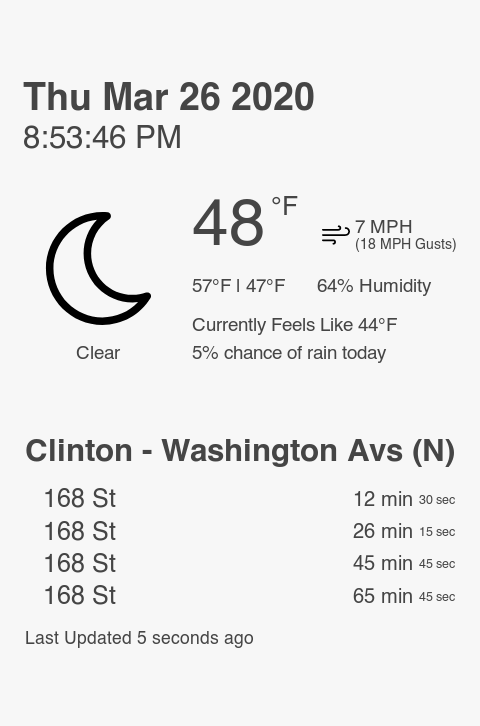 Thu Mar 26 2020
8:53:46 PM
48 °F
7 MPH
(18 MPH Gusts)
57°F | 47°F 64% Humidity
Currently Feels Like 44°F
Clear
5% chance of rain today
Clinton - Washington Avs (N)
168 St 12 min 30 sec
168 St 26 min 15 sec
168 St 45 min 45 sec
168 St 65 min 45 sec
Last Updated 5 seconds ago